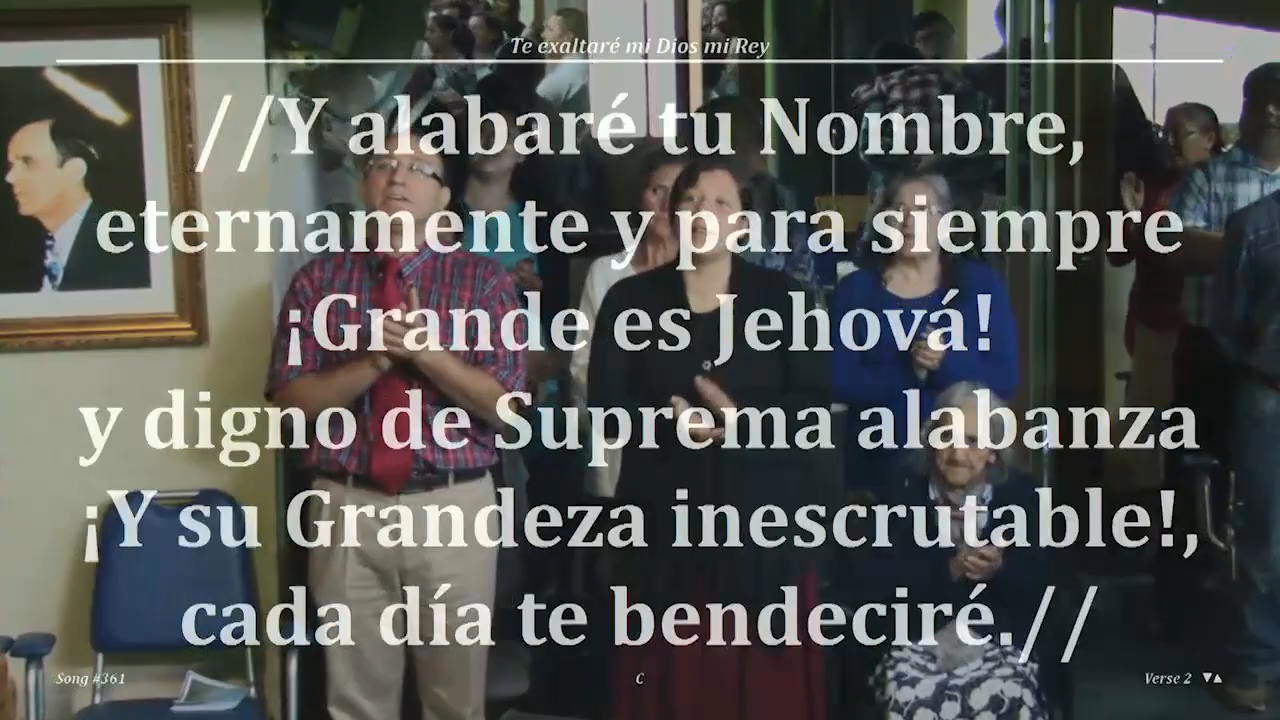 Te exaltaré mi Dios mi Rey
//Y alabaré tu Nombre,
eternamente y para siempre
¡Grande es Jehová!
y digno de Suprema alabanza
¡Y su Grandeza inescrutable!,
cada día te bendeciré.//
Song #361
C
Verse 2 ▼▲